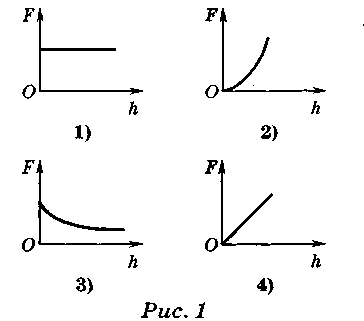 F F
O h O h
1) 2)
F F
O h O h
3) 4)
Рис. 1